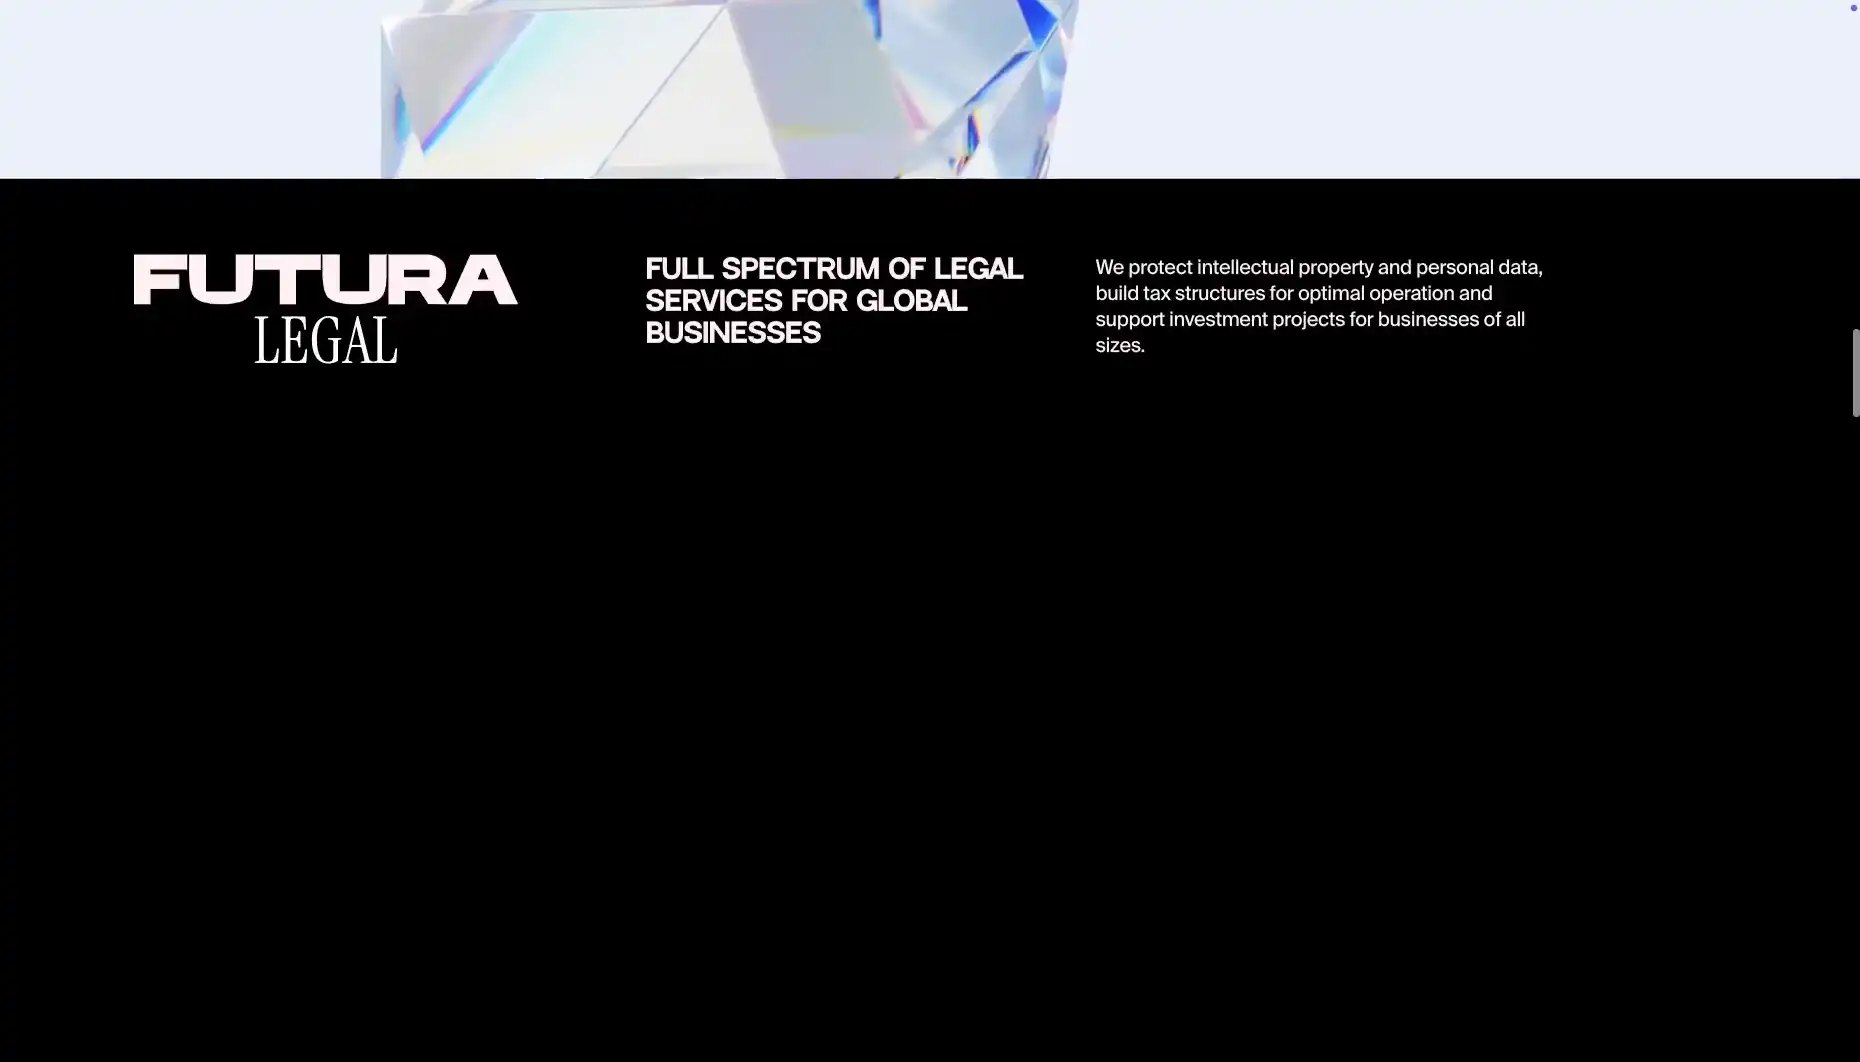 FUTURA
LEGAL
FULL SPECTRUM OF LEGAL
SERVICES FOR GLOBAL
BUSINESSES
We protect intellectual property and personal data,
build tax structures for optimal operation and
support investment projects for businesses of all
sizes.